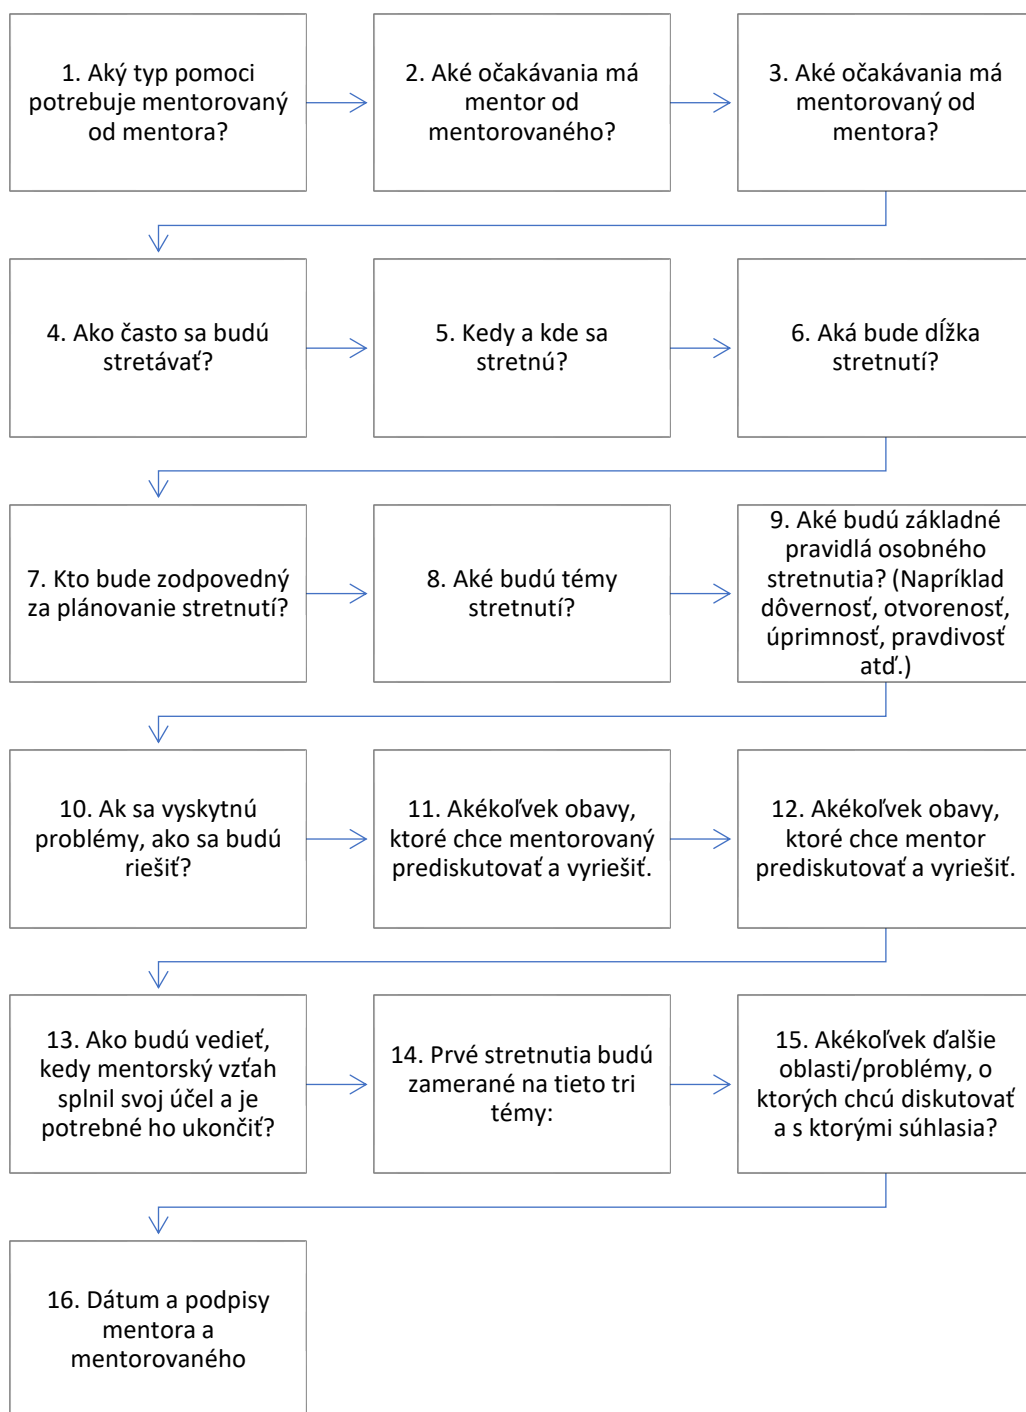 1. Aký typ pomoci
potrebuje mentorovaný
od mentora?
2. Aké očakávania má
mentor od
mentorovaného?
3. Aké očakávania má
mentorovaný od
mentora?
4. Ako často sa budú
stretávať?
5. Kedy a kde sa
stretnú?
6. Aká bude dĺžka
stretnutí?
7. Kto bude zodpovedný
za plánovanie stretnutí?
8. Aké budú témy
stretnutí?
9. Aké budú základné
pravidlá osobného
stretnutia? (Napríklad
dôvernosť, otvorenosť,
úprimnosť, pravdivosť
atď.)
10. Ak sa vyskytnú
problémy, ako sa budú
riešiť?
11. Akékoľvek obavy,
ktoré chce mentorovaný
prediskutovať a vyriešiť.
12. Akékoľvek obavy,
ktoré chce mentor
prediskutovať a vyriešiť.
13. Ako budú vedieť,
kedy mentorský vzťah
splnil svoj účel a je
potrebné ho ukončiť?
14. Prvé stretnutia budú
zamerané na tieto tri
témy:
15. Akékoľvek ďalšie
oblasti/problémy, o
ktorých chcú diskutovať
a s ktorými súhlasia?
16. Dátum a podpisy
mentora a
mentorovaného